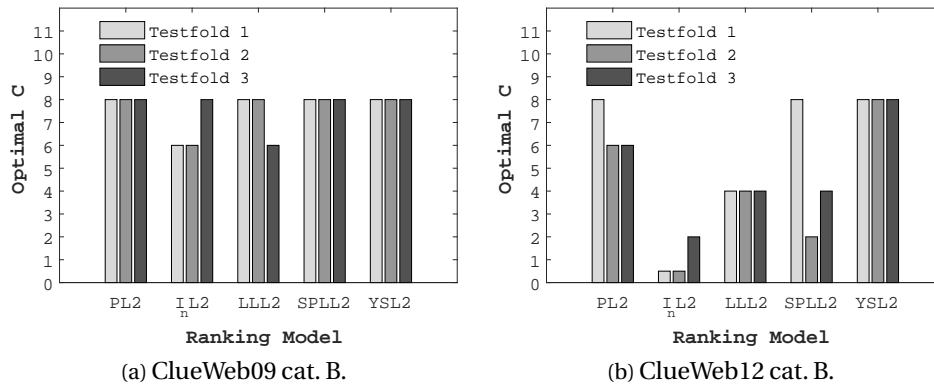 11
10
9
8
7
6
5
4
3
2
1
0
Optimal C
Testfold 1
Testfold 2
Testfold 3
PL2 InL2 LLL2 SPLL2 YSL2
Ranking Model
(a) ClueWeb09 cat. B.
11
10
9
8
7
6
5
4
3
2
1
0
Optimal C
Testfold 1
Testfold 2
Testfold 3
PL2 InL2 LLL2 SPLL2 YSL2
Ranking Model
(b) ClueWeb12 cat. B.